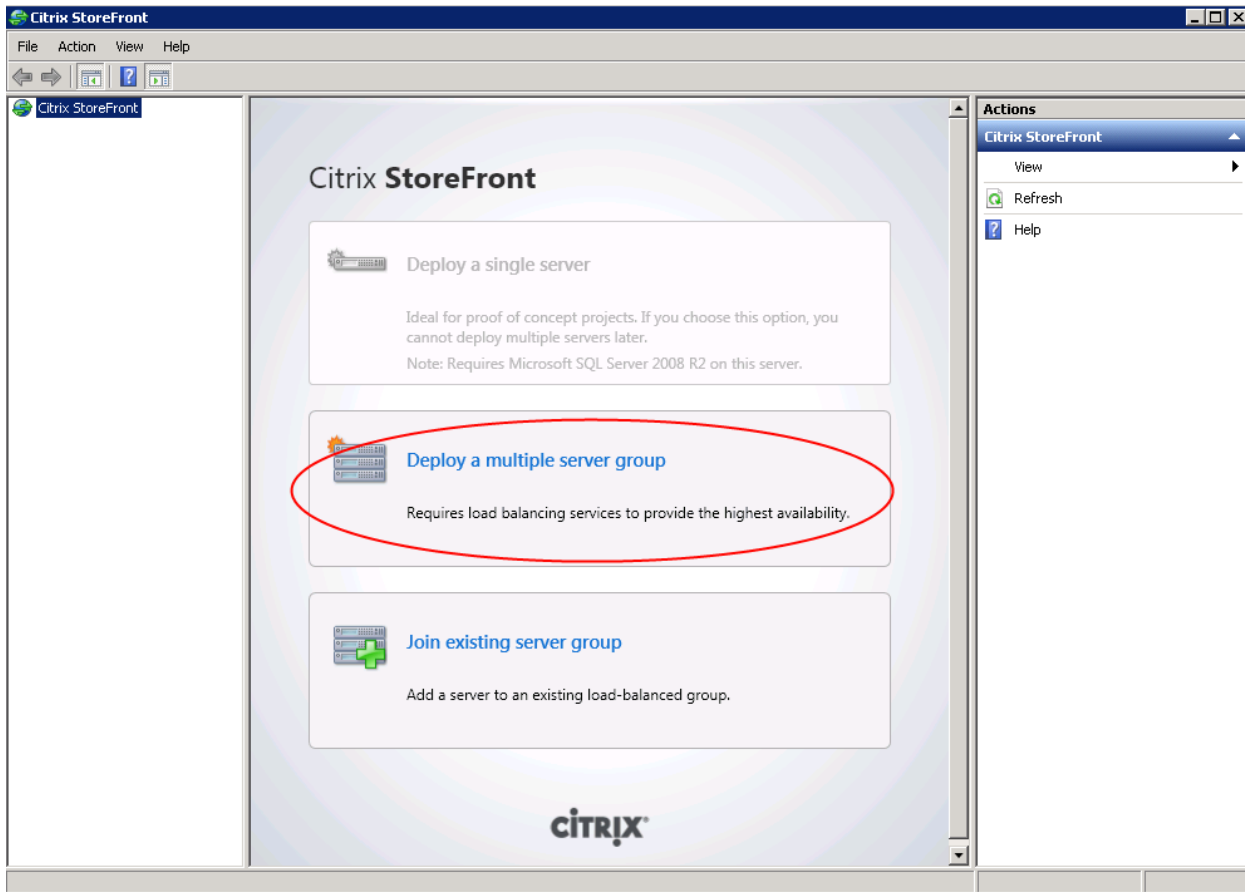 Citrix StoreFront
File Action View Help
Citrix StoreFront
Citrix StoreFront
Deploy a single server
Ideal for proof of concept projects. If you choose this option, you
cannot deploy multiple servers later.
Note: Requires Microsoft SQL Server 2008 R2 on this server.
Deploy a multiple server group
Requires load balancing services to provide the highest availability.
Join existing server group
Add a server to an existing load-balanced group.
CITRIX
Actions
Citrix StoreFront
View
Refresh
Help